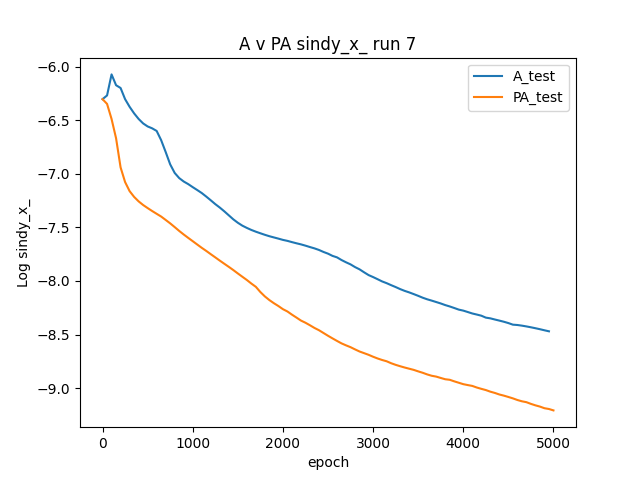 A v PA sindy_x_ run 7
A_test
PA_test
Log sindy_x_
−6.0
−6.5
−7.0
−7.5
−8.0
−8.5
−9.0
0 1000 2000 3000 4000 5000
epoch